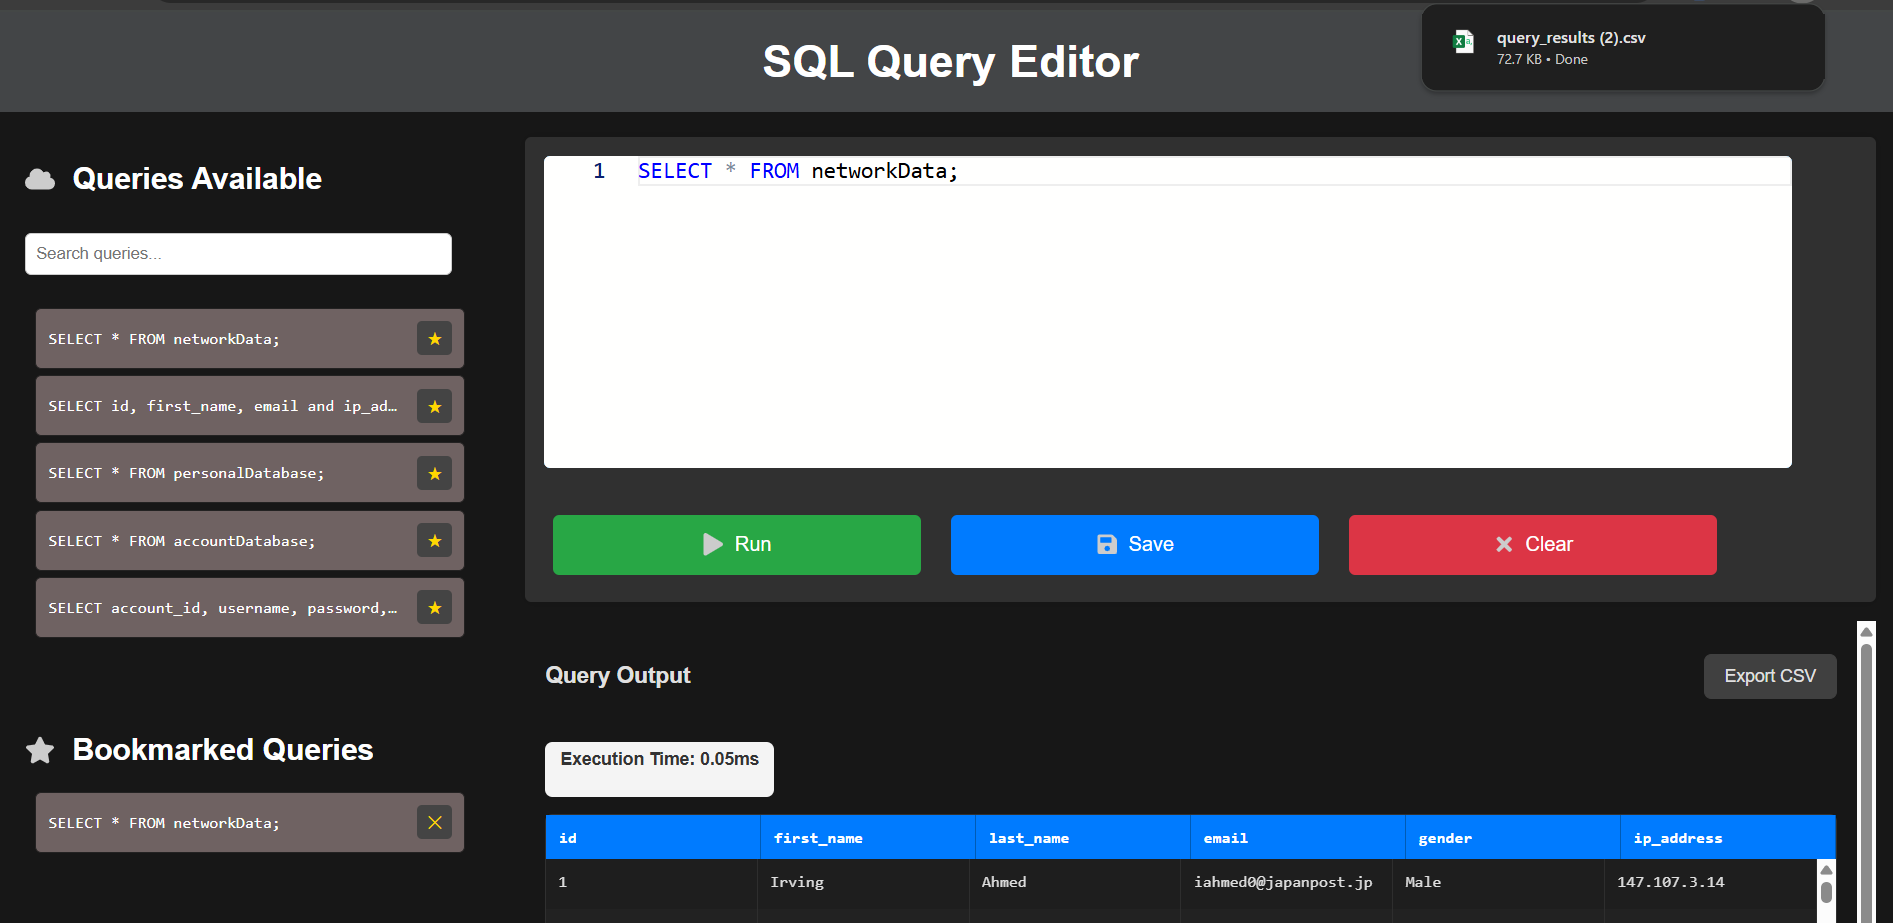 SQL Query Editor
query_results (2).csv
72.7 KB • Done
Queries Available
Search queries...
SELECT * FROM networkData;
SELECT id, first_name, email and ip_ad…
SELECT * FROM personalDatabase;
SELECT * FROM accountDatabase;
SELECT account_id, username, password,…
Bookmarked Queries
SELECT * FROM networkData;
1 SELECT * FROM networkData;
Run Save Clear
Query Output
Export CSV
Execution Time: 0.05ms
id first_name last_name email gender ip_address
1 Irving Ahmed iahmed0@japanpost.jp Male 147.107.3.14